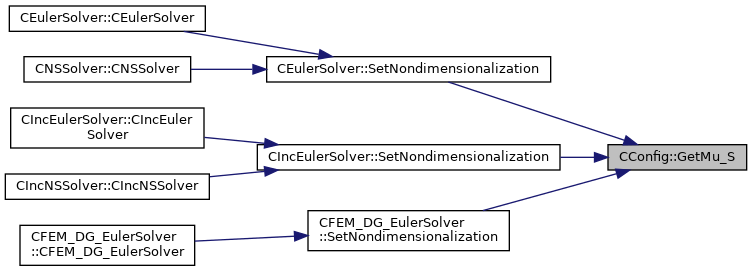 CEulerSolver::CEulerSolver
CNSSolver::CNSSolver
CEulerSolver::SetNondimensionalization
CIncEulerSolver::CIncEuler
Solver
CIncEulerSolver::SetNondimensionalization
CConfig::GetMu_S
CIncNSSolver::CIncNSSolver
CFEM_DG_EulerSolver
::SetNondimensionalization
CFEM_DG_EulerSolver
::CFEM_DG_EulerSolver